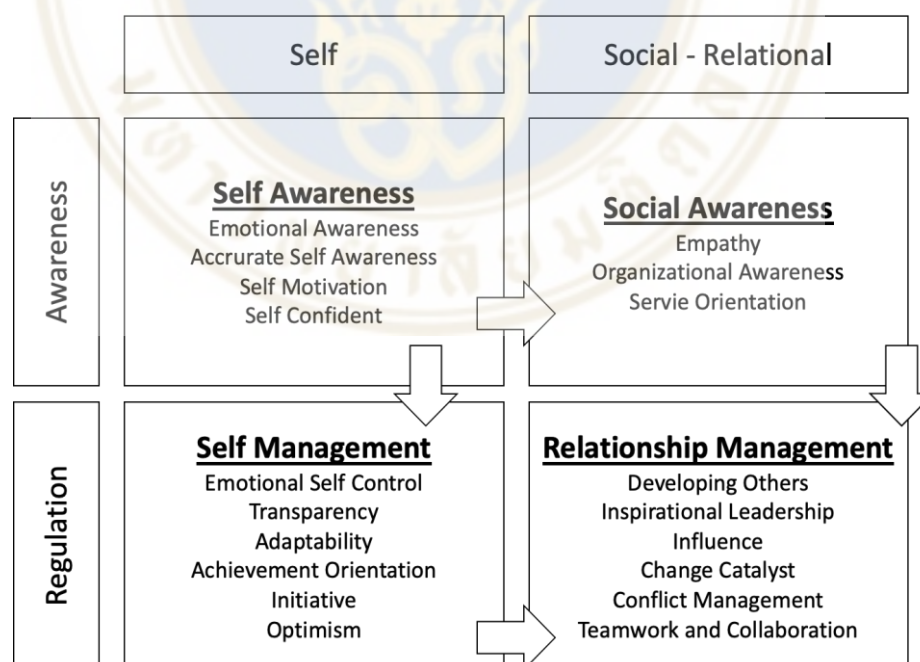 Self
Social - Relational
Awareness
Self Awareness
Emotional Awareness
Accrurate Self Awareness
Self Motivation
Self Confident
Social Awareness
Empathy
Organizational Awareness
Servie Orientation
Regulation
Self Management
Emotional Self Control
Transparency
Adaptability
Achievement Orientation
Initiative
Optimism
Relationship Management
Developing Others
Inspirational Leadership
Influence
Change Catalyst
Conflict Management
Teamwork and Collaboration